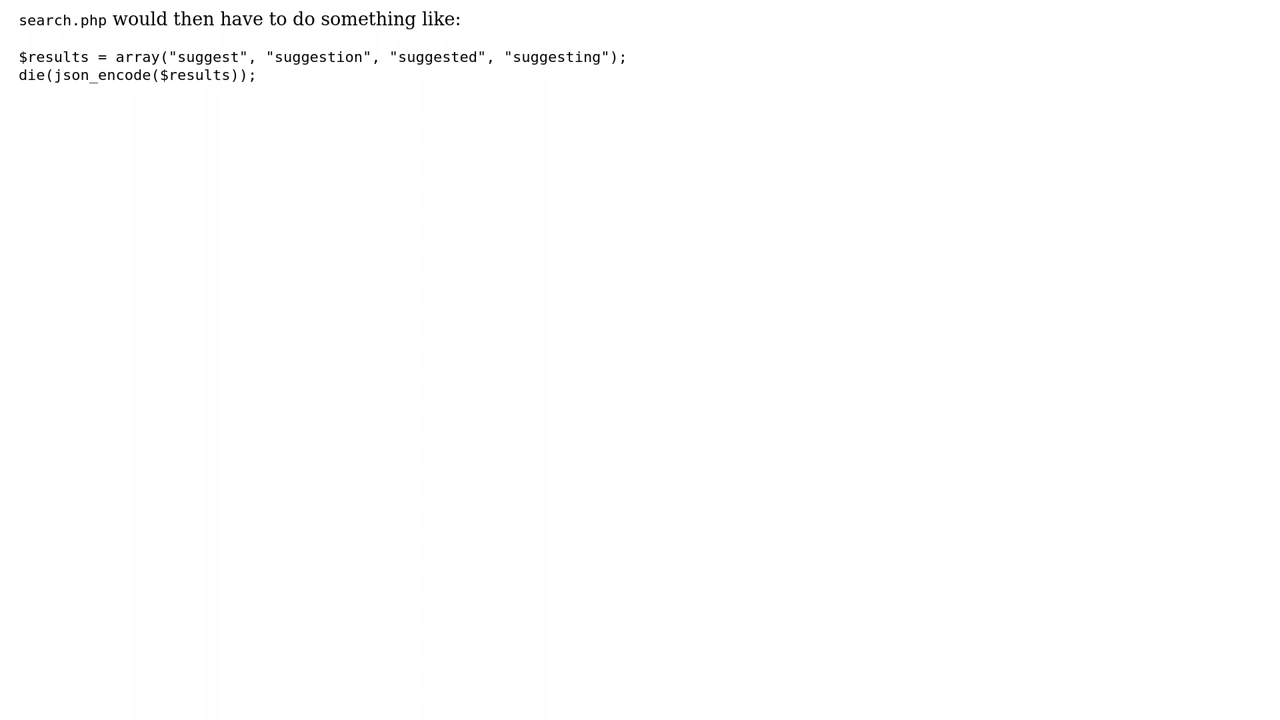 search.php would then have to do something like:
$results = array("suggest", "suggestion", "suggested", "suggesting");
die(json_encode($results));